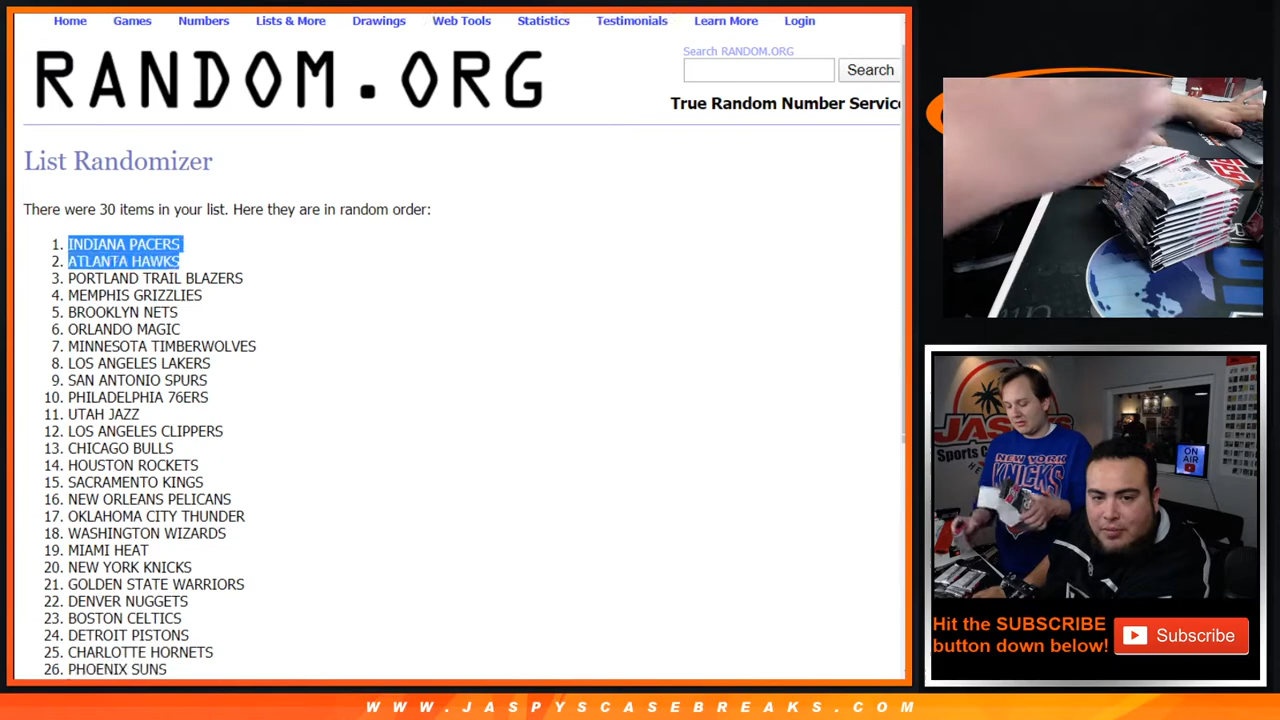 Home Games Numbers Lists & More Drawings Web Tools Statistics Testimonials Learn More Login
RANDOM.ORG
Search RANDOM.ORG
Search
True Random Number Servic
List Randomizer
There were 30 items in your list. Here they are in random order:
1. INDIANA PACERS
2. ATLANTA HAWKS
3. PORTLAND TRAIL BLAZERS
4. MEMPHIS GRIZZLIES
5. BROOKLYN NETS
6. ORLANDO MAGIC
7. MINNESOTA TIMBERWOLVES
8. LOS ANGELES LAKERS
9. SAN ANTONIO SPURS
10. PHILADELPHIA 76ERS
11. UTAH JAZZ
12. LOS ANGELES CLIPPERS
13. CHICAGO BULLS
14. HOUSTON ROCKETS
15. SACRAMENTO KINGS
16. NEW ORLEANS PELICANS
17. OKLAHOMA CITY THUNDER
18. WASHINGTON WIZARDS
19. MIAMI HEAT
20. NEW YORK KNICKS
21. GOLDEN STATE WARRIORS
22. DENVER NUGGETS
23. BOSTON CELTICS
24. DETROIT PISTONS
25. CHARLOTTE HORNETS
26. PHOENIX SUNS
JASPY'S
Sports
NEW YORK
KNICKS
ON
AIR
Hit the SUBSCRIBE
button down below!
Subscribe
WWW.JASPYSCASEBREAKS.COM